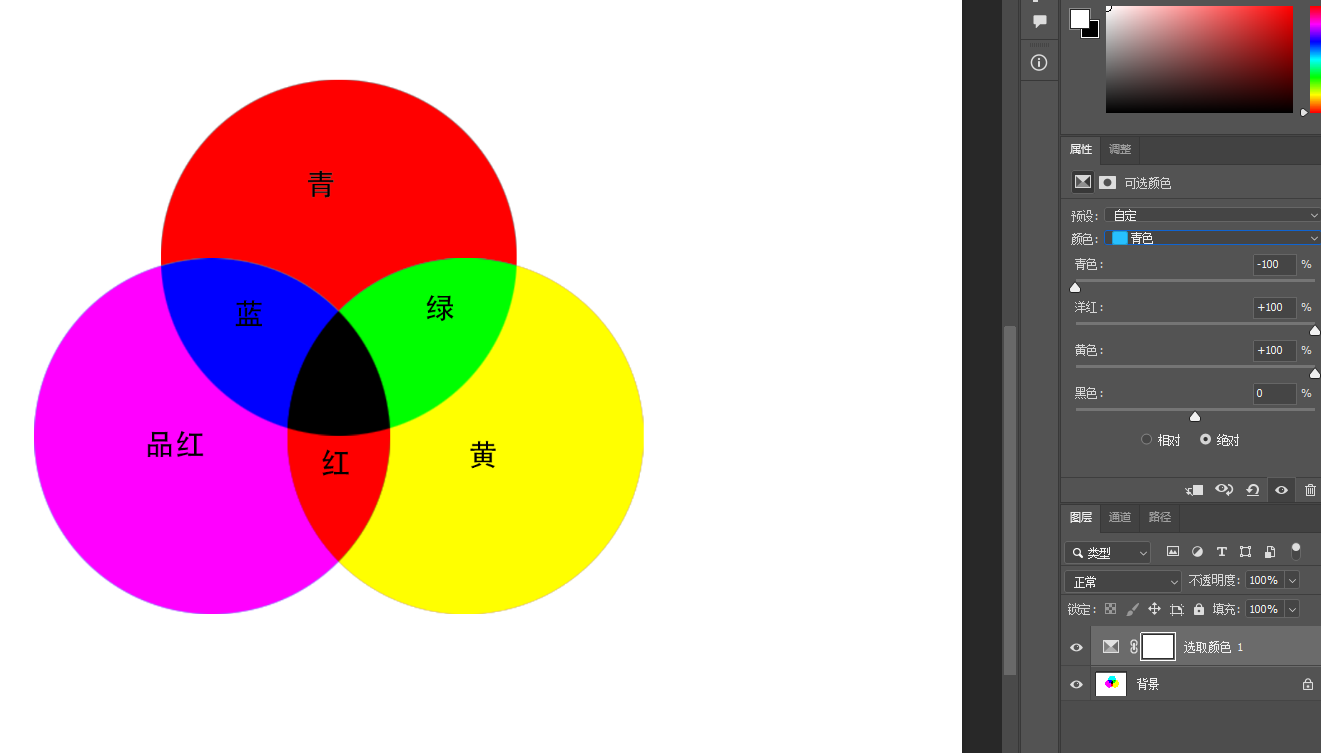 青
蓝
绿
品红
红
黄
属性 调整
可选颜色
预设: 自定
颜色: 青色
青色: -100 %
洋红: +100 %
黄色: +100 %
黑色: 0 %
相对 绝对
图层 通道 路径
类型
正常 不透明度: 100%
锁定: 填充: 100%
选取颜色 1
背景